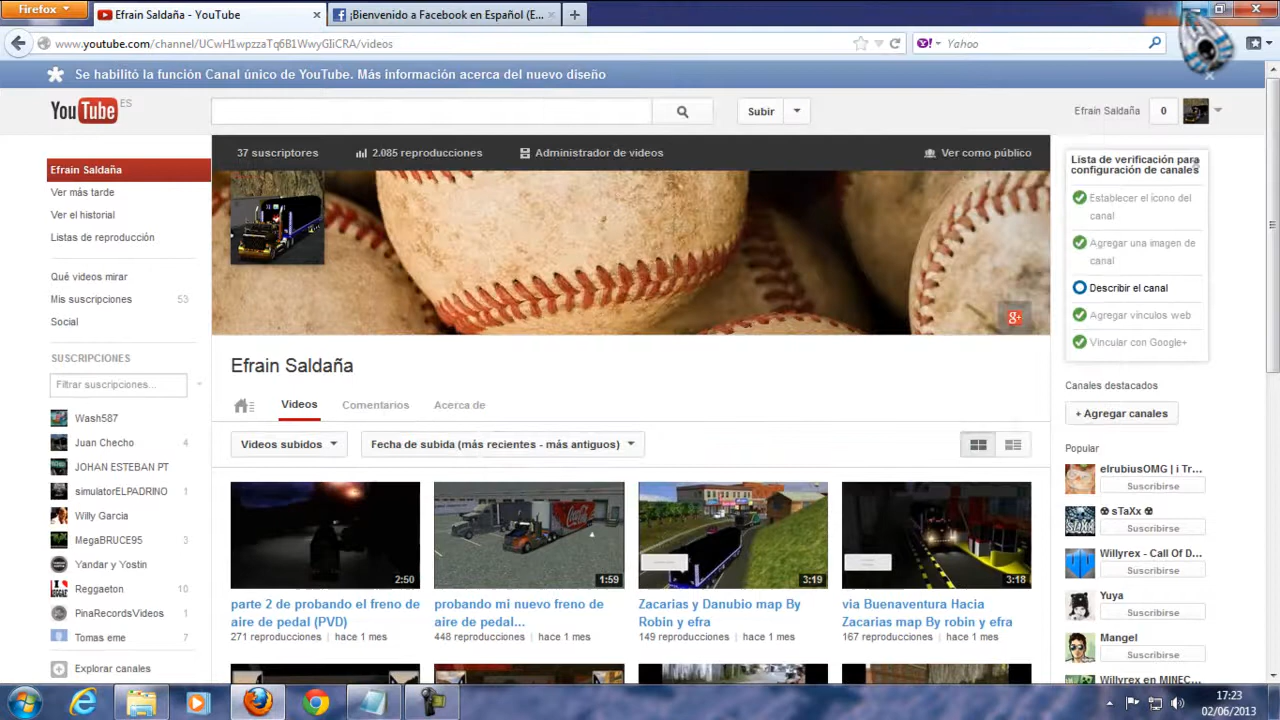 Firefox
Efrain Saldaña - YouTube
¡Bienvenido a Facebook en Español (E...
www.youtube.com/channel/UCwH1wpzzaTq6B1WwyGIiCRA/videos
Yahoo
Se habilitó la función Canal único de YouTube. Más información acerca del nuevo diseño
YouTube ES
Subir
Efrain Saldaña
0
37 suscriptores
2.085 reproducciones
Administrador de videos
Ver como público
Efrain Saldaña
Ver más tarde
Ver el historial
Listas de reproducción
Qué videos mirar
Mis suscripciones 53
Social
SUSCRIPCIONES
Filtrar suscripciones...
Wash587
Juan Checho 4
JOHAN ESTEBAN PT
simulatorELPADRINO 1
Willy Garcia
MegaBRUCE95 3
Yandar y Yostin
Reggaeton 10
PinaRecordsVideos 1
Tomas eme 7
Explorar canales
g+
Efrain Saldaña
Videos
Comentarios
Acerca de
Videos subidos
Fecha de subida (más recientes - más antiguos)
2:50
parte 2 de probando el freno de
aire de pedal (PVD)
271 reproducciones | hace 1 mes
Coca-Cola
1:59
probando mi nuevo freno de
aire de pedal...
448 reproducciones | hace 1 mes
3:19
Zacarias y Danubio map By
Robin y efra
149 reproducciones | hace 1 mes
3:18
via Buenaventura Hacia
Zacarias map By robin y efra
167 reproducciones | hace 1 mes
Lista de verificación para
configuración de canales
Establecer el ícono del
canal
Agregar una imagen de
canal
Describir el canal
Agregar vínculos web
Vincular con Google+
Canales destacados
+ Agregar canales
Popular
elrubiusOMG | i Tr...
Suscribirse
☢ sTaXx ☢
Suscribirse
Willyrex - Call Of D...
Suscribirse
Yuya
Suscribirse
Mangel
Suscribirse
Willyrex en MINEC...
17:23
02/06/2013